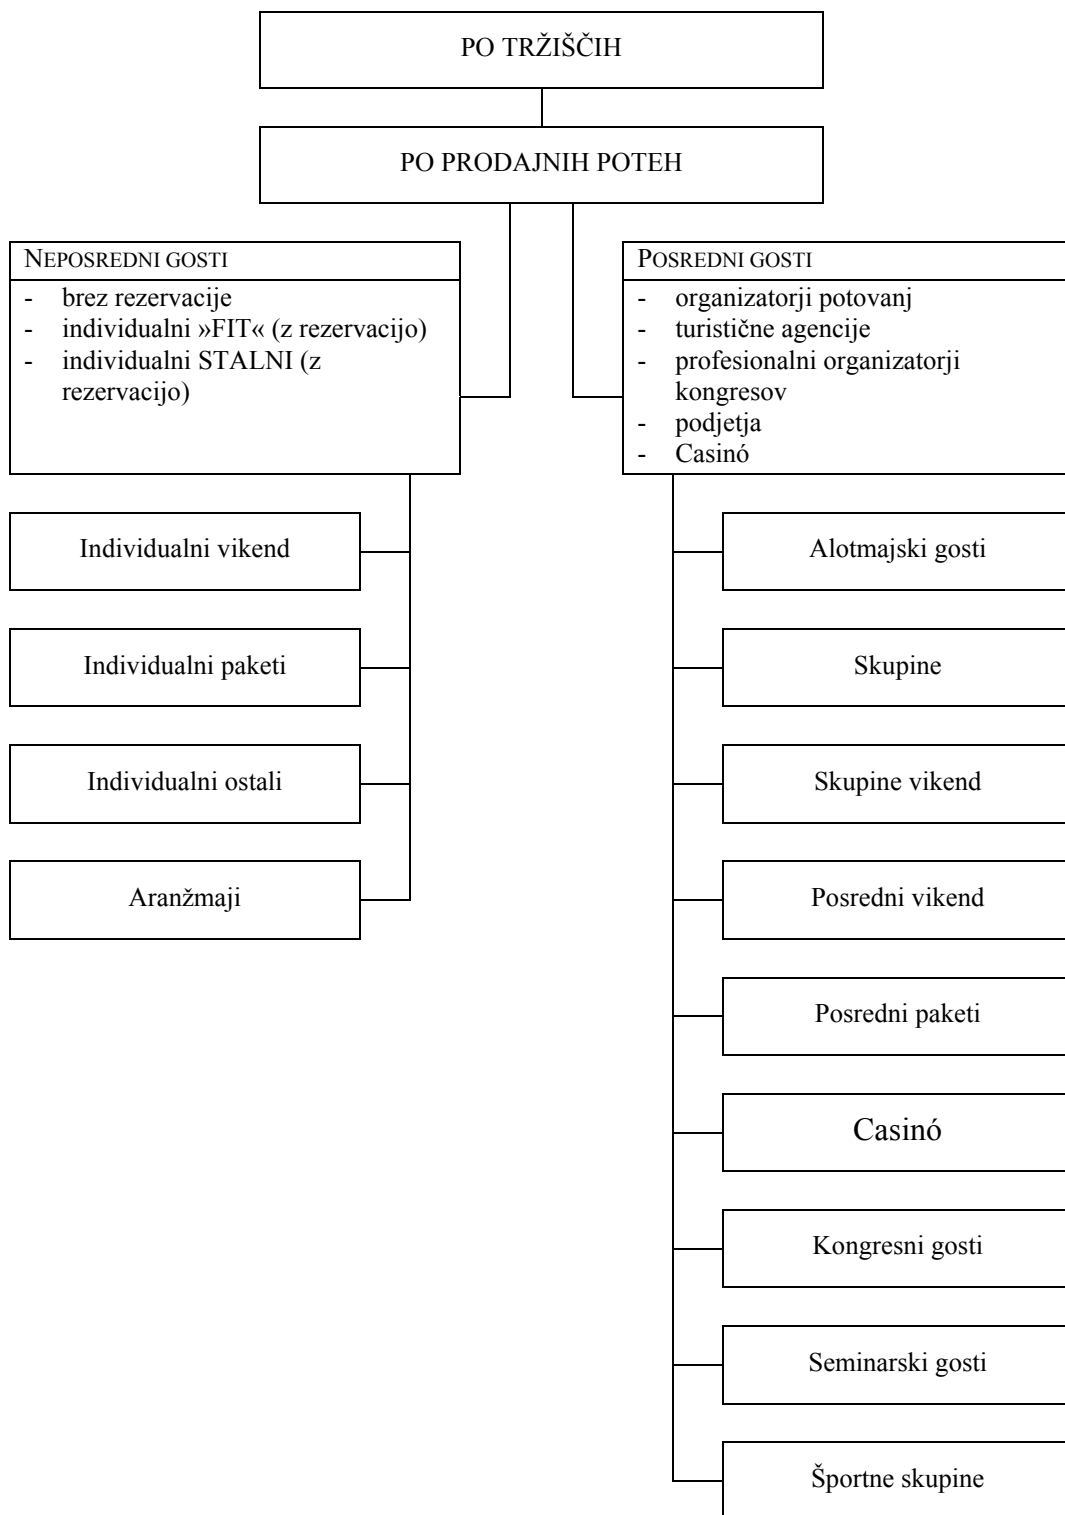 PO TRŽIŠČIH
PO PRODAJNIH POTEH
NEPOSREDNI GOSTI
- brez rezervacije
- individualni »FIT« (z rezervacijo)
- individualni STALNI (z
rezervacijo)
POSREDNI GOSTI
- organizatorji potovanj
- turistične agencije
- profesionalni organizatorji
kongresov
- podjetja
- Casinó
Individualni vikend
Individualni paketi
Individualni ostali
Aranžmaji
Alotmajski gosti
Skupine
Skupine vikend
Posredni vikend
Posredni paketi
Casinó
Kongresni gosti
Seminarski gosti
Športne skupine